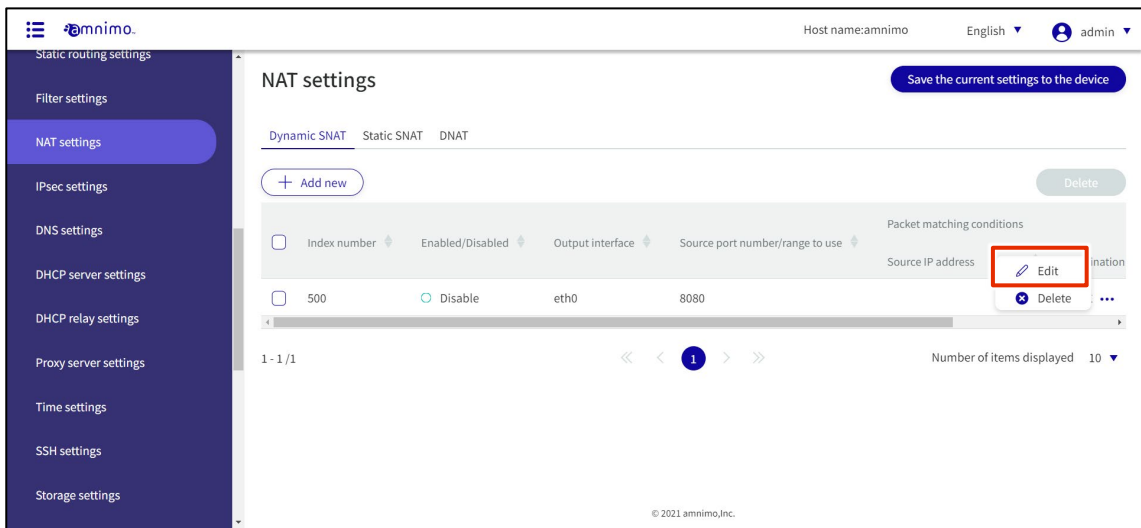 amnimo
Host name:amnimo
English
admin
Static routing settings
Filter settings
NAT settings
IPsec settings
DNS settings
DHCP server settings
DHCP relay settings
Proxy server settings
Time settings
SSH settings
Storage settings
NAT settings
Save the current settings to the device
Dynamic SNAT Static SNAT DNAT
+ Add new
Delete
Index number Enabled/Disabled Output interface Source port number/range to use
Packet matching conditions
Source IP address ination
Edit
500 Disable eth0 8080
Delete
1 - 1 /1
1
Number of items displayed 10
© 2021 amnimo,Inc.